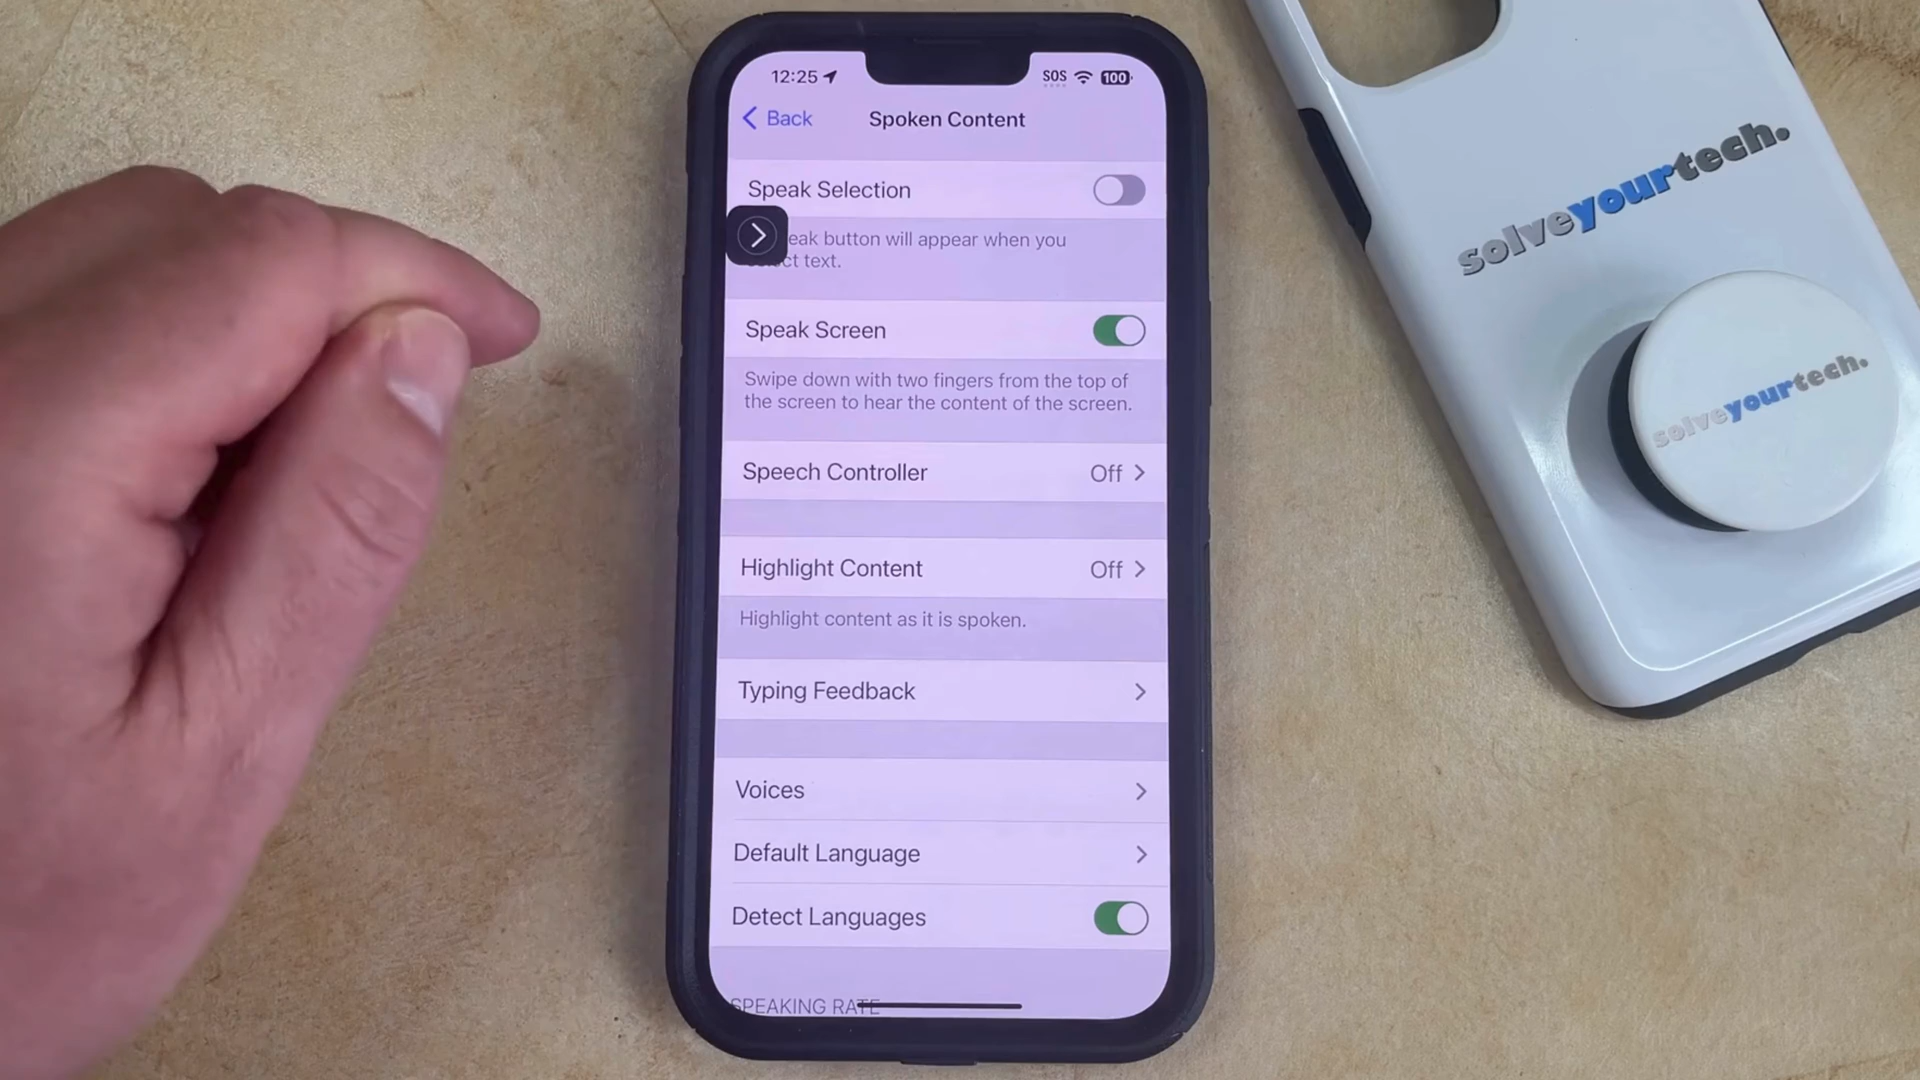 12:25
SOS
100
Back
Spoken Content
Speak Selection
eak button will appear when you
ct text.
Speak Screen
Swipe down with two fingers from the top of
the screen to hear the content of the screen.
Speech Controller
Off
Highlight Content
Off
Highlight content as it is spoken.
Typing Feedback
Voices
Default Language
Detect Languages
SPEAKING RATE
solveyourtech.
solveyourtech.